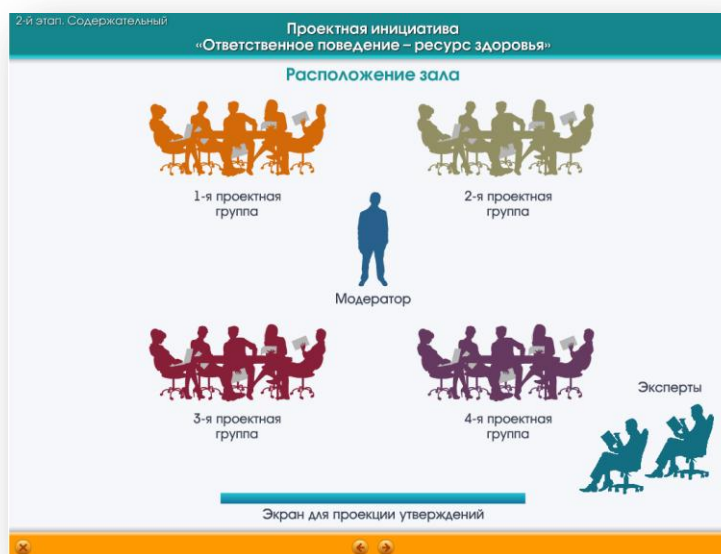 2-й этап. Содержательный
Проектная инициатива
«Ответственное поведение – ресурс здоровья»
Расположение зала
1-я проектная
группа
2-я проектная
группа
Модератор
3-я проектная
группа
4-я проектная
группа
Эксперты
Экран для проекции утверждений